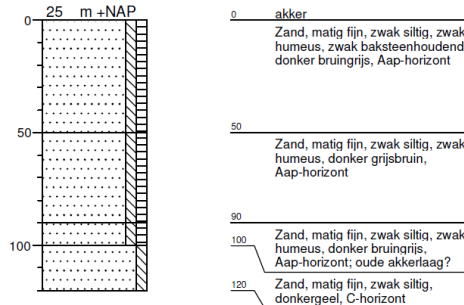 25 m +NAP
0
50
100
0
akker
Zand, matig fijn, zwak siltig, zwak
humeus, zwak baksteenhoudend,
donker bruingrijs, Aap-horizont
50
Zand, matig fijn, zwak siltig, zwak
humeus, donker grijsbruin,
Aap-horizont
90
Zand, matig fijn, zwak siltig, zwak
humeus, donker bruingrijs,
Aap-horizont; oude akkerlaag?
100
Zand, matig fijn, zwak siltig,
donkergeel, C-horizont
120